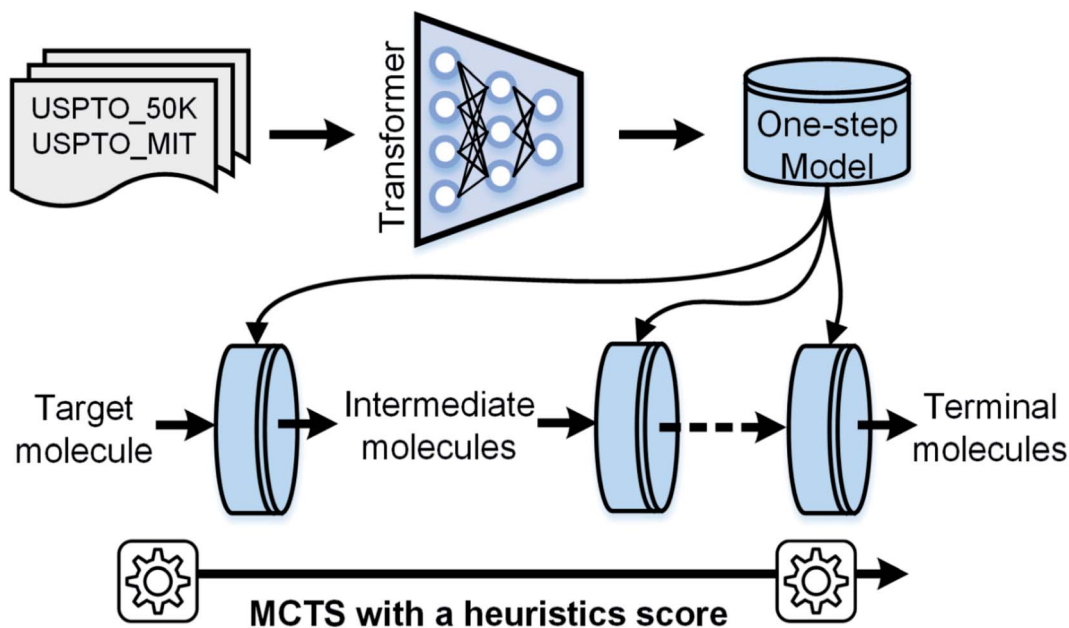 USPTO_50K
USPTO_MIT
Transformer
One-step
Model
Target
molecule
Intermediate
molecules
Terminal
molecules
MCTS with a heuristics score